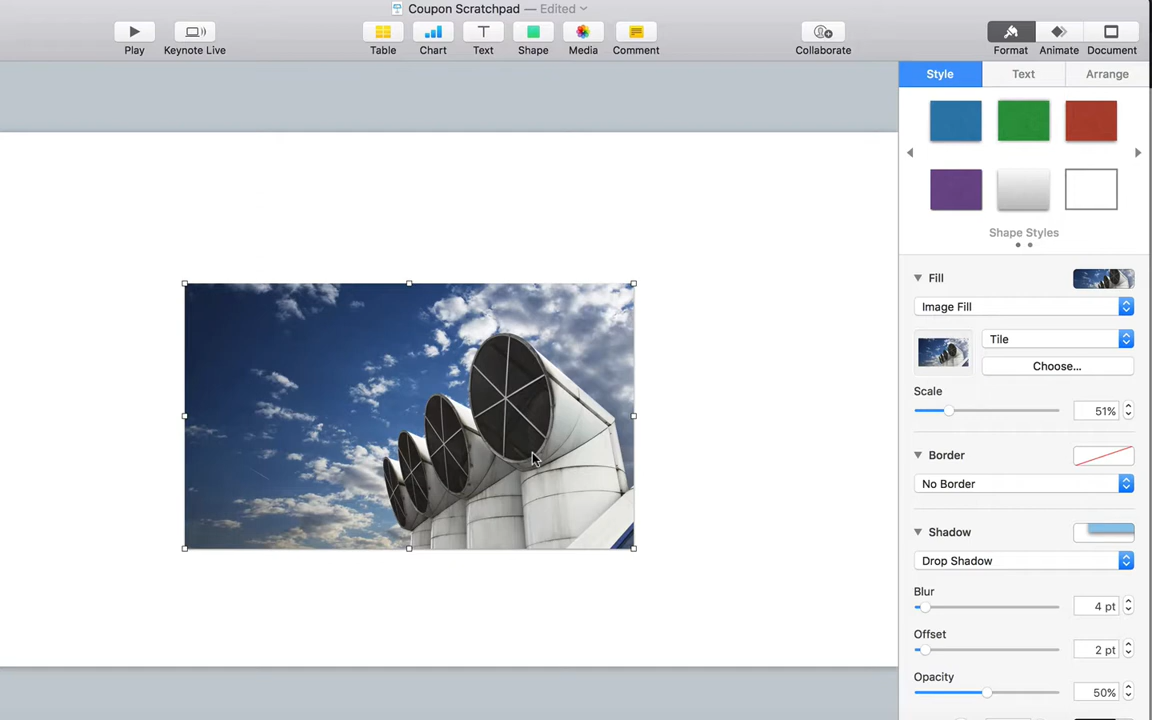 Coupon Scratchpad — Edited
Play
Keynote Live
Table
Chart
Text
Shape
Media
Comment
Collaborate
Format
Animate
Document
Style
Text
Arrange
Shape Styles
Fill
Image Fill
Tile
Choose...
Scale
51%
Border
No Border
Shadow
Drop Shadow
Blur
4 pt
Offset
2 pt
Opacity
50%